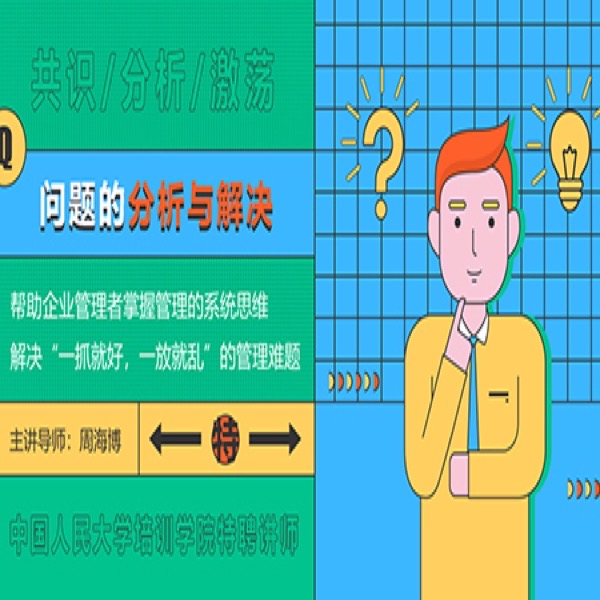 共识/分析/激荡
Q
问题的分析与解决
帮助企业管理者掌握管理的系统思维
解决“一抓就好，一放就乱”的管理难题
主讲导师：周海博
特
中国人民大学培训学院特聘讲师